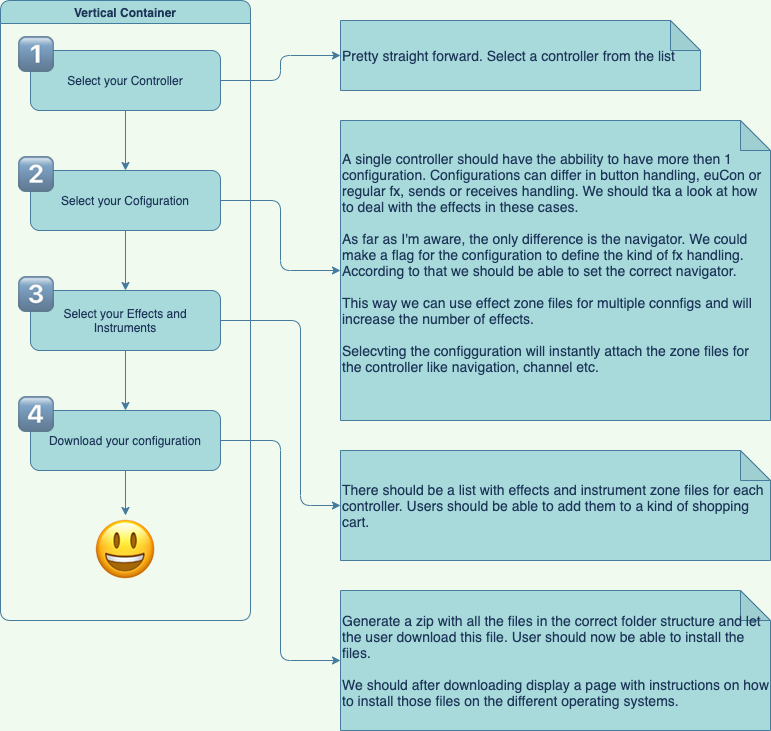 Vertical Container
1
Select your Controller
Pretty straight forward. Select a controller from the list
2
Select your Cofiguration
A single controller should have the abbility to have more then 1
configuration. Configurations can differ in button handling, euCon or
regular fx, sends or receives handling. We should tka a look at how
to deal with the effects in these cases.
As far as I'm aware, the only difference is the navigator. We could
make a flag for the configuration to define the kind of fx handling.
According to that we should be able to set the correct navigator.
This way we can use effect zone files for multiple connfigs and will
increase the number of effects.
Selecvting the configguration will instantly attach the zone files for
the controller like navigation, channel etc.
3
Select your Effects and
Instruments
There should be a list with effects and instrument zone files for each
controller. Users should be able to add them to a kind of shopping
cart.
4
Download your configuration
Generate a zip with all the files in the correct folder structure and let
the user download this file. User should now be able to install the
files.
We should after downloading display a page with instructions on how
to install those files on the different operating systems.